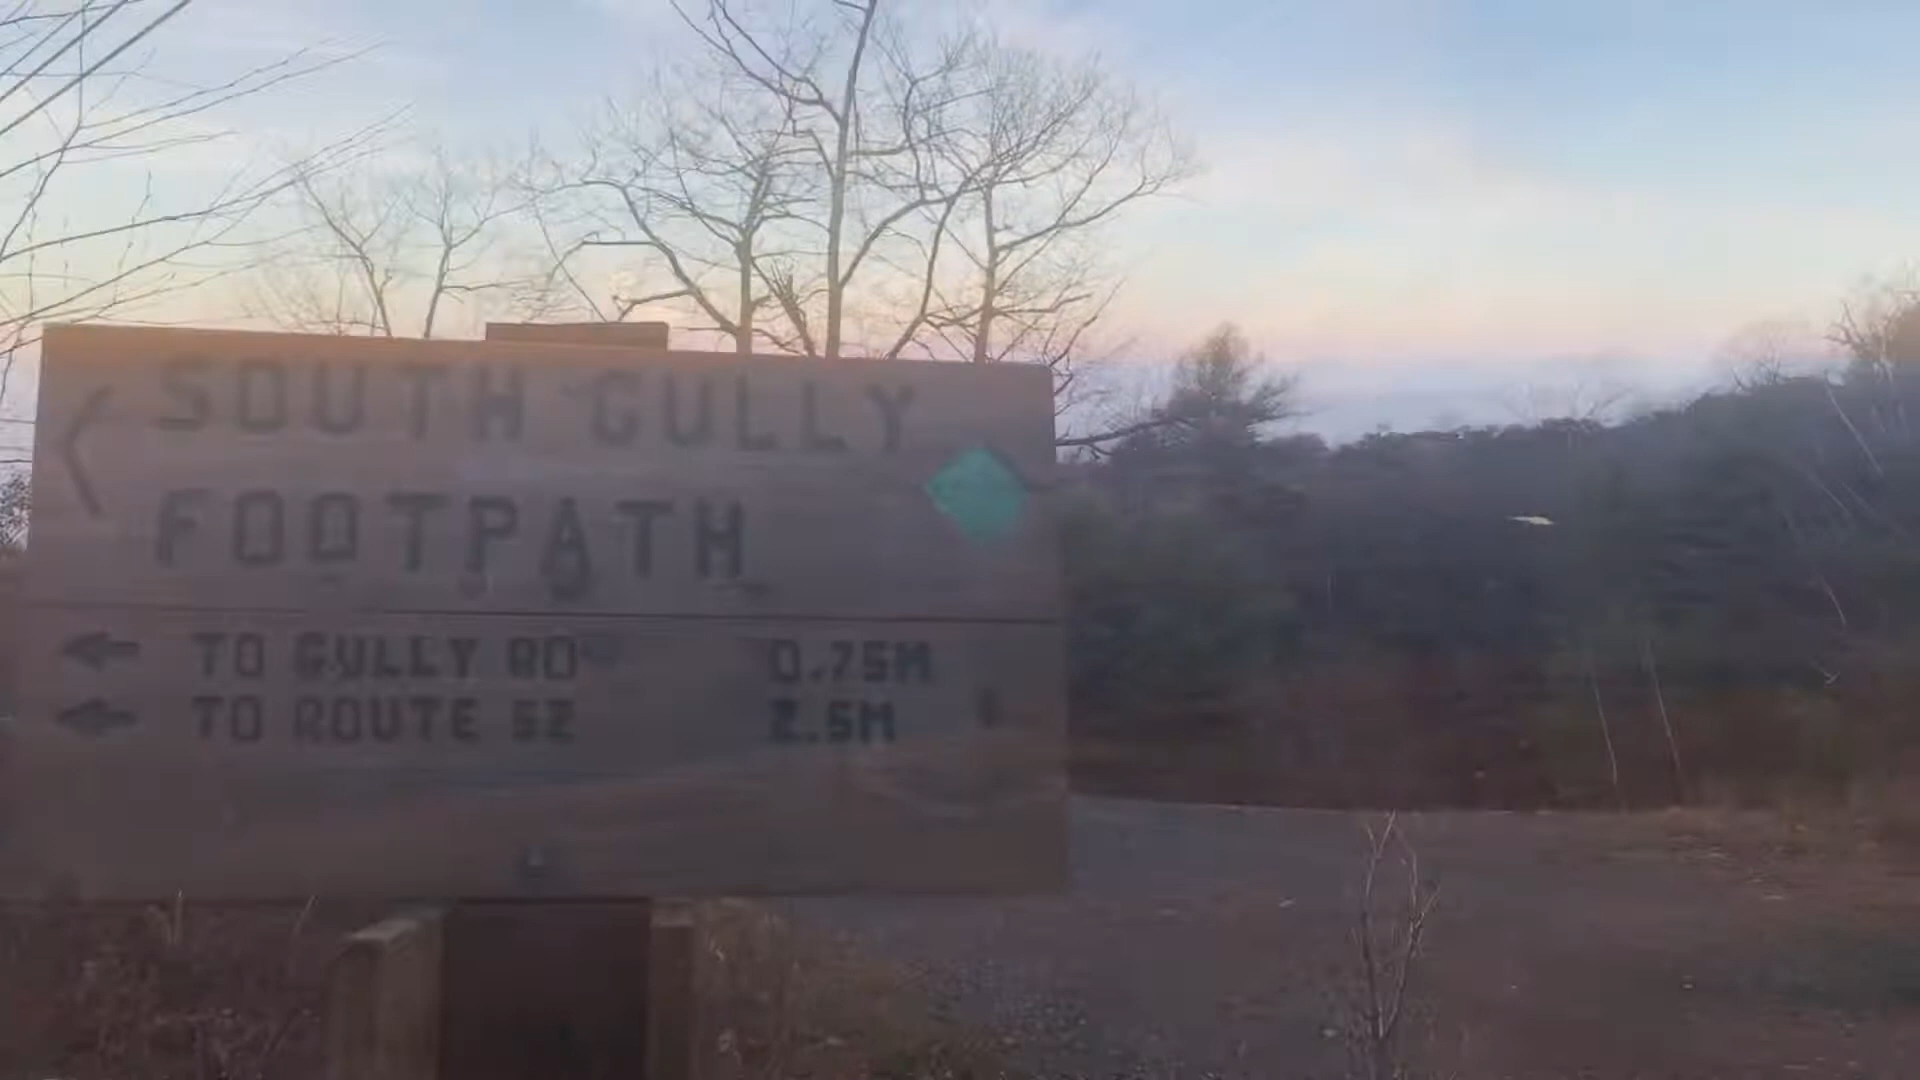 SOUTH GULLY
FOOTPATH
TO GULLY RD 0.75M
TO ROUTE 52 2.5M